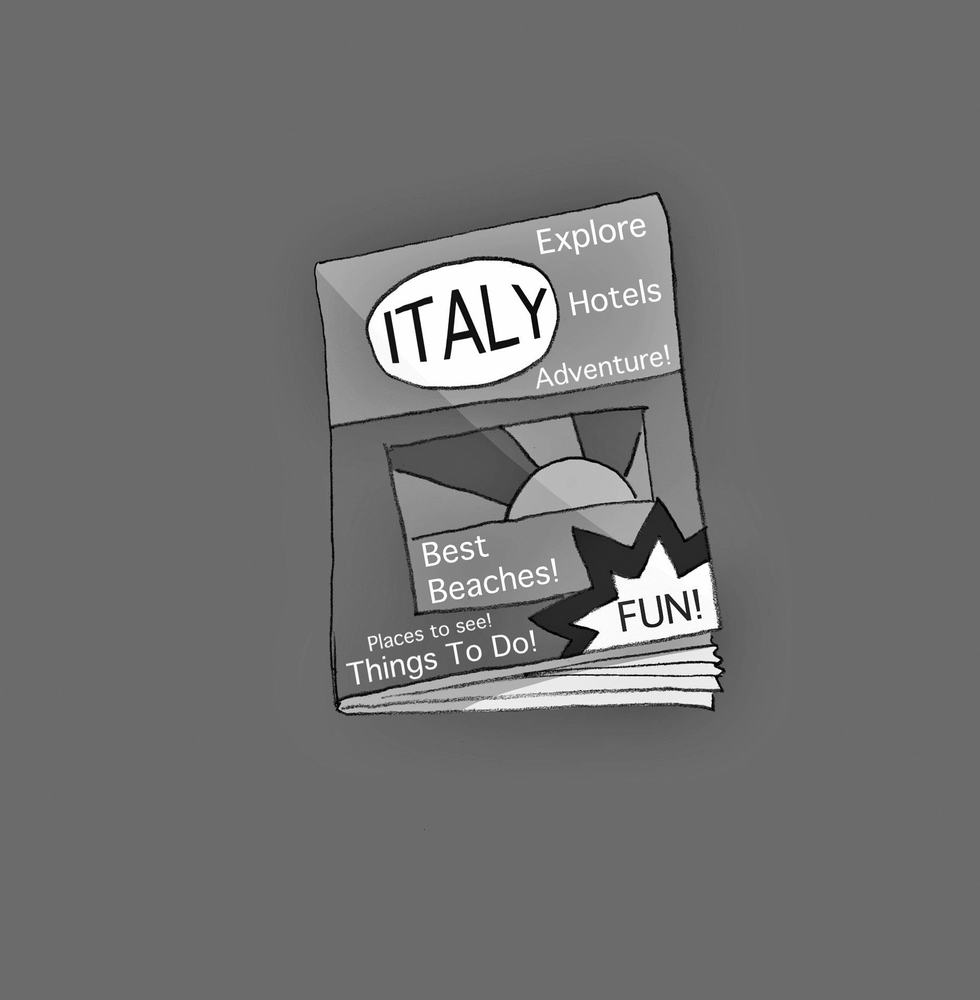 Explore
ITALY
Hotels
Adventure!
Best
Beaches!
FUN!
Places to see!
Things To Do!